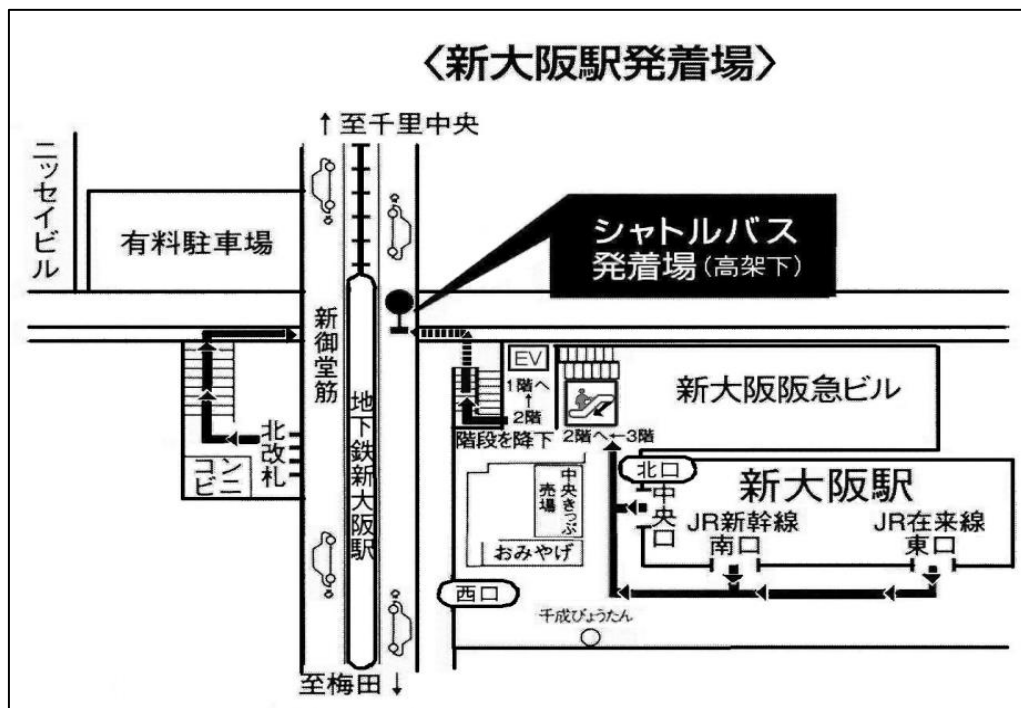 〈新大阪駅発着場〉
↑至千里中央
ニッセイビル
有料駐車場
シャトルバス
発着場(高架下)
新御堂筋
地下鉄新大阪駅
EV
1階へ
↑
2階
階段を降下
2階へ←3階
新大阪阪急ビル
北改札
コンビニ
中央きっぷ
売場
おみやげ
北口
中央口
新大阪駅
JR新幹線
南口
JR在来線
東口
西口
千成びょうたん
至梅田↓